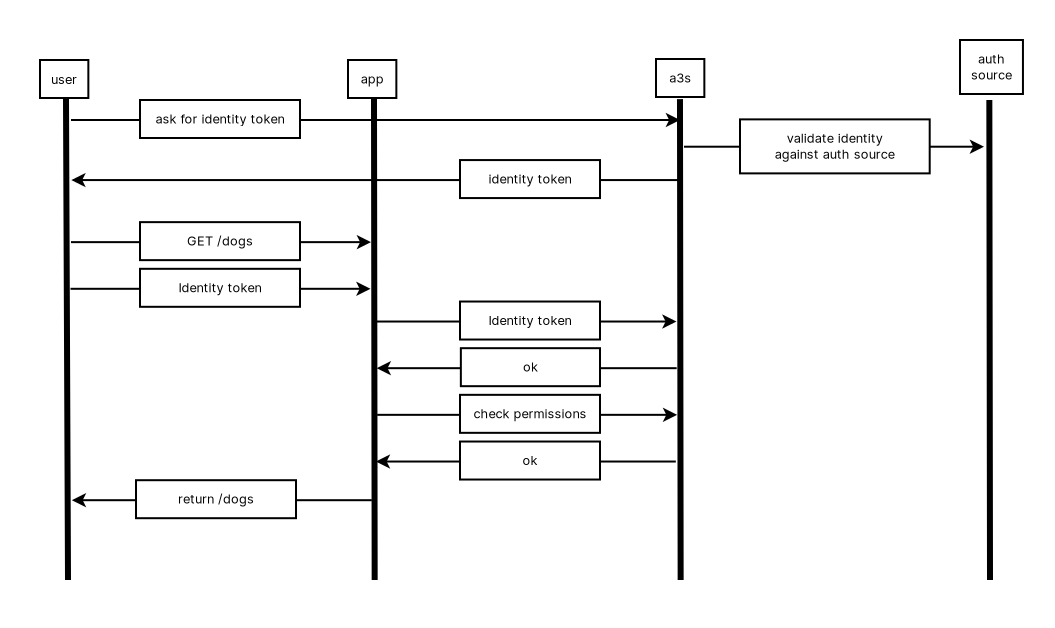 user
app
a3s
auth
source
ask for identity token
validate identity
against auth source
identity token
GET /dogs
Identity token
Identity token
ok
check permissions
ok
return /dogs